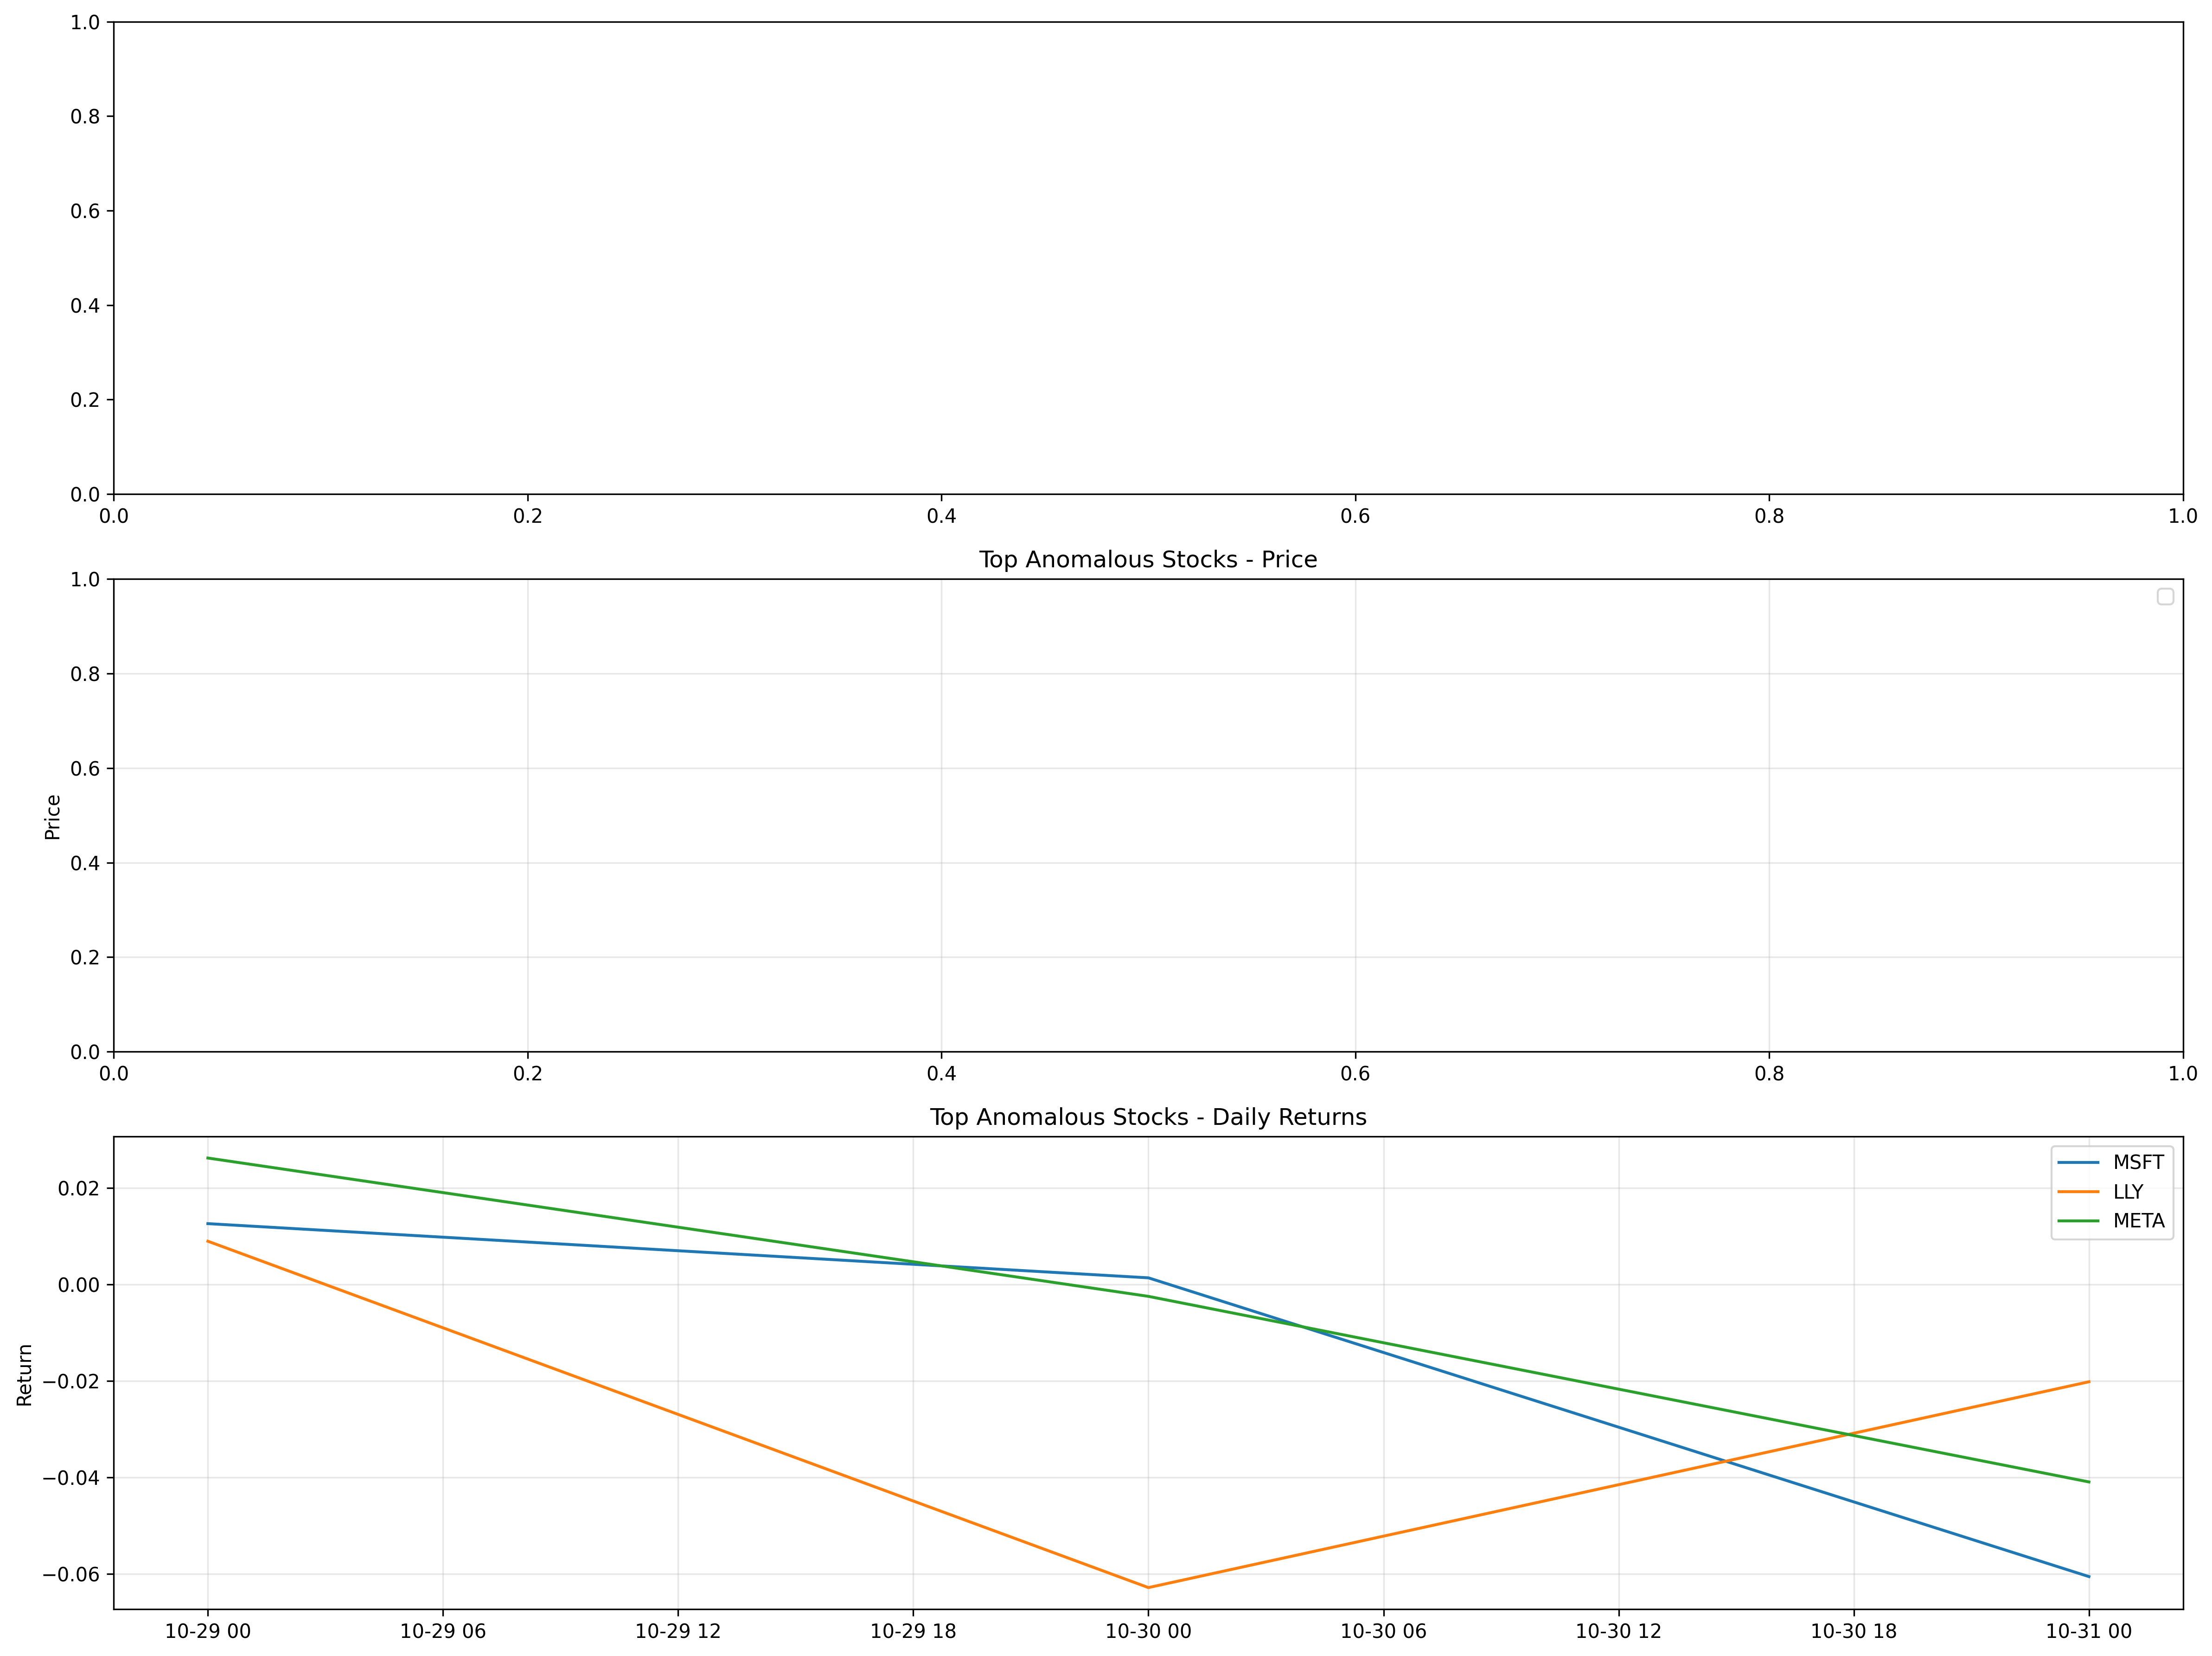 1.0
0.8
0.6
0.4
0.2
0.0
0.0 0.2 0.4 0.6 0.8 1.0
Top Anomalous Stocks - Price
1.0
0.8
0.6
0.4
0.2
0.0
Price
0.0 0.2 0.4 0.6 0.8 1.0
Top Anomalous Stocks - Daily Returns
MSFT
LLY
META
0.02
0.00
−0.02
−0.04
−0.06
Return
10-29 00 10-29 06 10-29 12 10-29 18 10-30 00 10-30 06 10-30 12 10-30 18 10-31 00